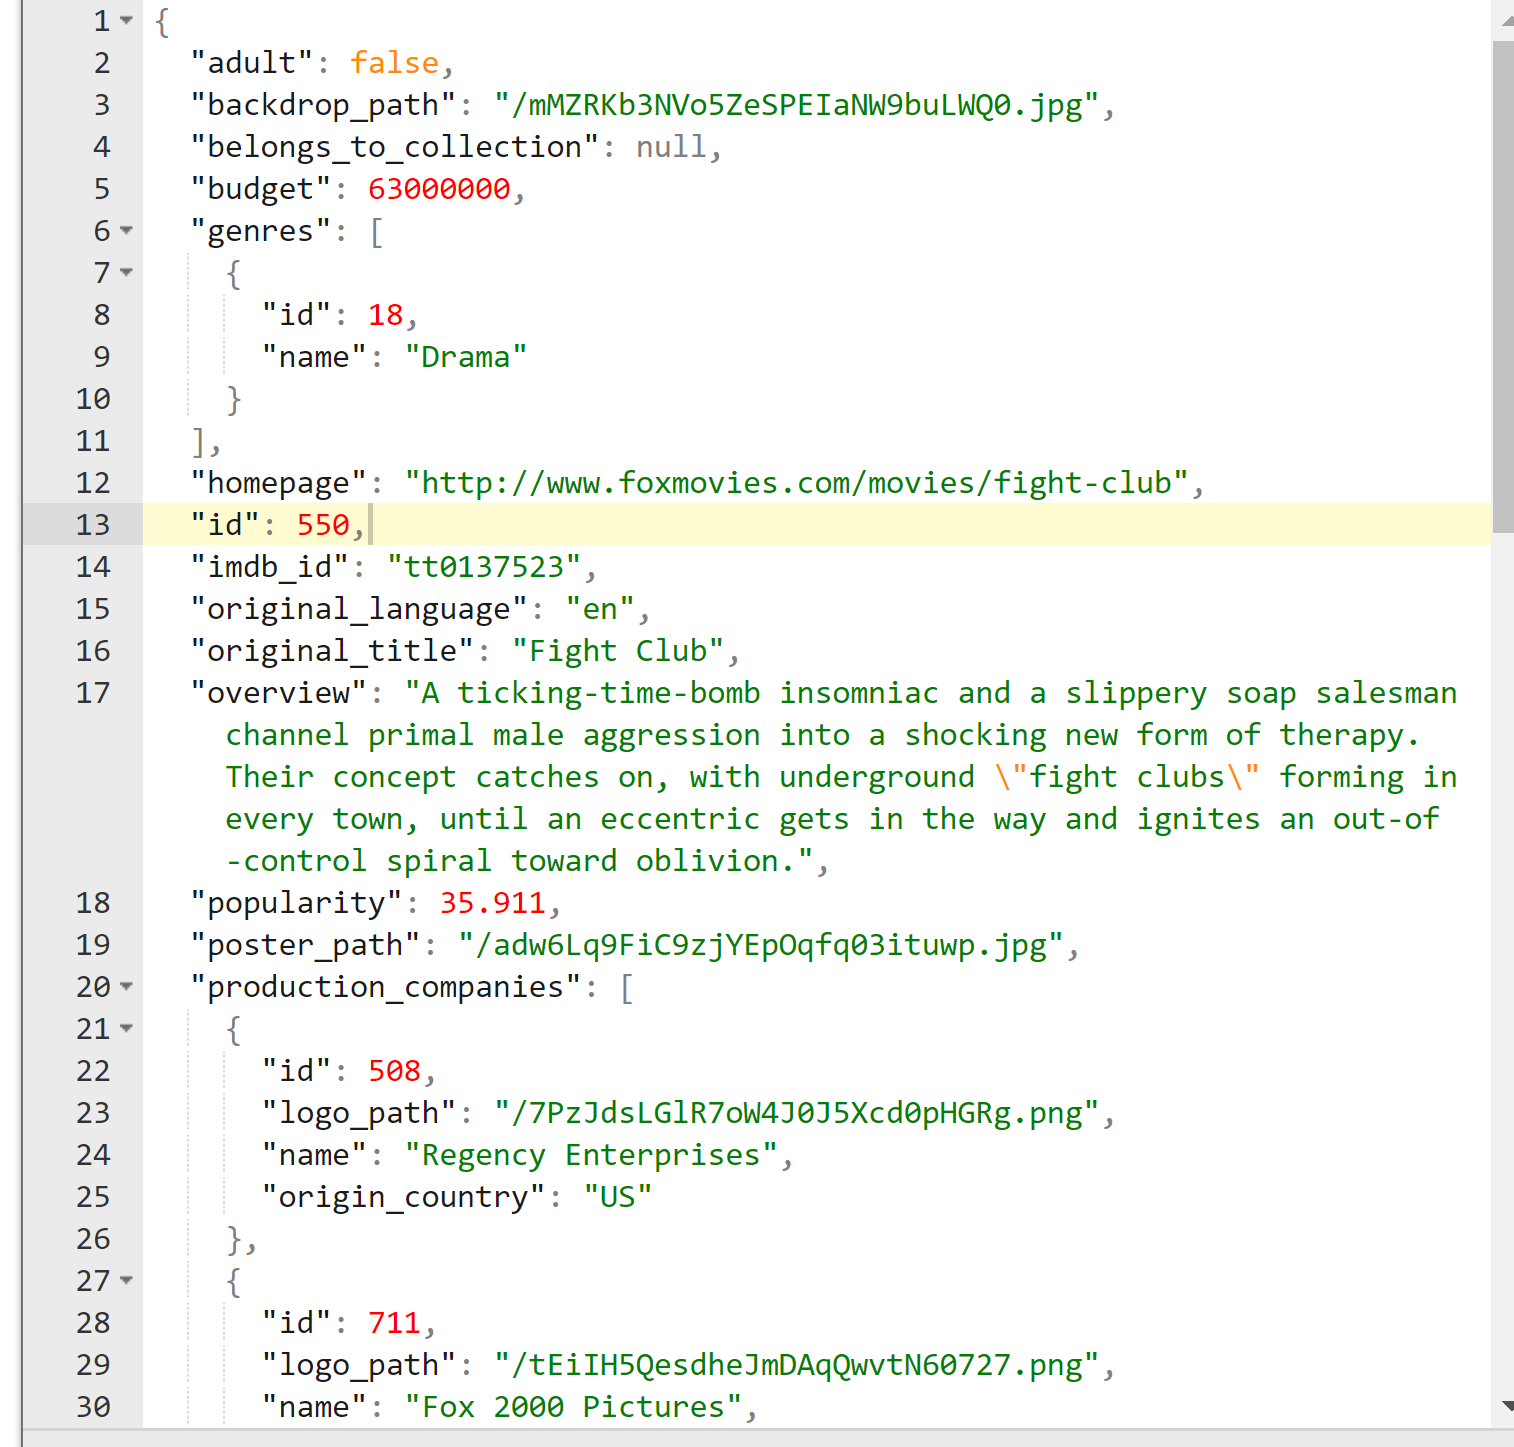 1 {
2 "adult": false,
3 "backdrop_path": "/mMZRKb3NVo5ZeSPEIaNW9buLWQ0.jpg",
4 "belongs_to_collection": null,
5 "budget": 63000000,
6 "genres": [
7 {
8 "id": 18,
9 "name": "Drama"
10 }
11 ],
12 "homepage": "http://www.foxmovies.com/movies/fight-club",
13 "id": 550,
14 "imdb_id": "tt0137523",
15 "original_language": "en",
16 "original_title": "Fight Club",
17 "overview": "A ticking-time-bomb insomniac and a slippery soap salesman
channel primal male aggression into a shocking new form of therapy.
Their concept catches on, with underground \"fight clubs\" forming in
every town, until an eccentric gets in the way and ignites an out-of
-control spiral toward oblivion.",
18 "popularity": 35.911,
19 "poster_path": "/adw6Lq9FiC9zjYEpOqfq03ituwp.jpg",
20 "production_companies": [
21 {
22 "id": 508,
23 "logo_path": "/7PzJdsLGlR7oW4J0J5Xcd0pHGRg.png",
24 "name": "Regency Enterprises",
25 "origin_country": "US"
26 },
27 {
28 "id": 711,
29 "logo_path": "/tEiIH5QesdheJmDAqQwvtN60727.png",
30 "name": "Fox 2000 Pictures",